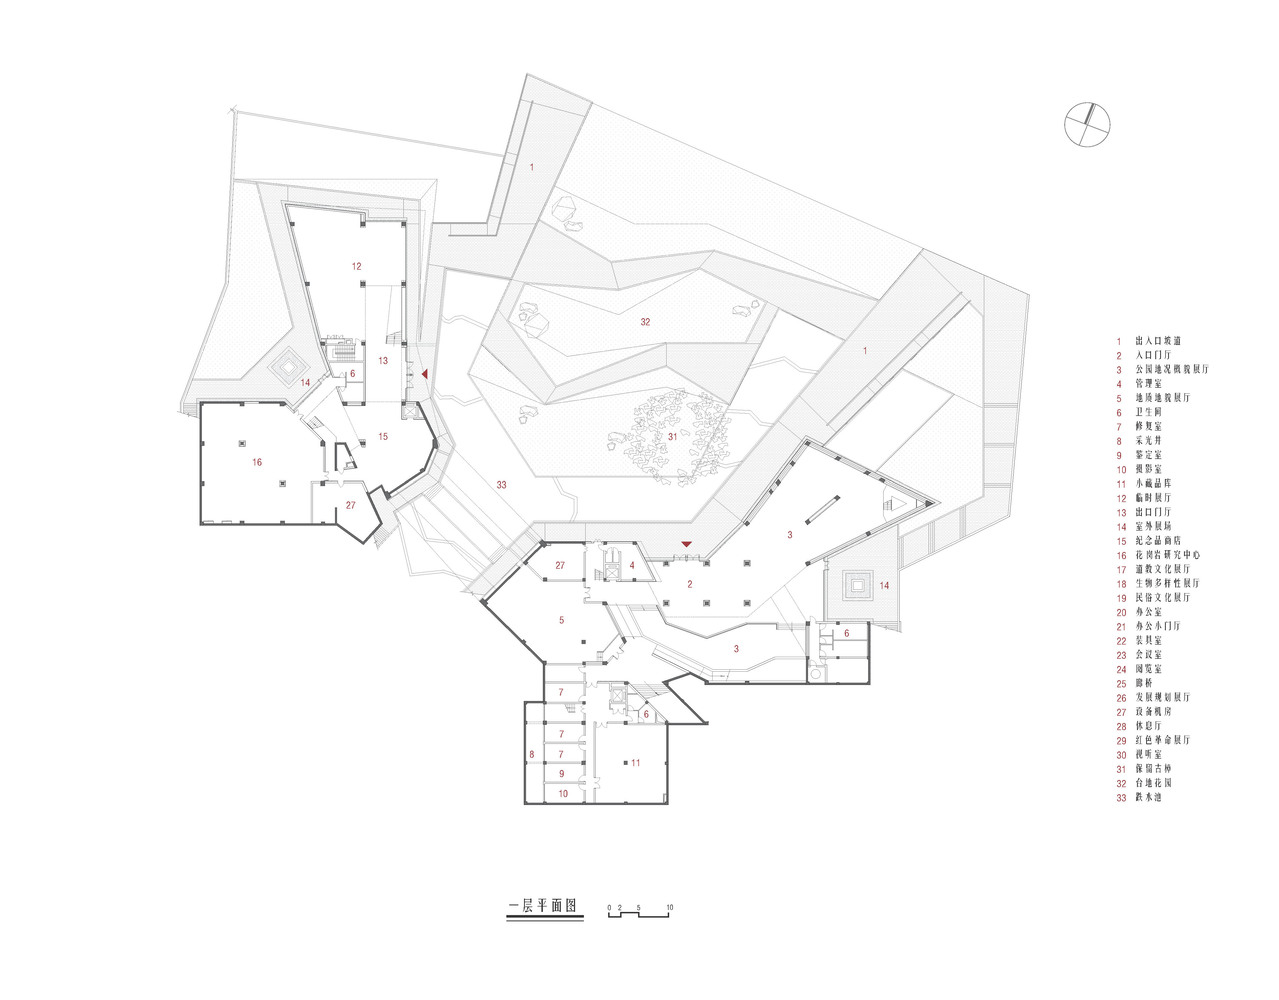 1
12
32
13
6
14
1
15
31
16
33
27
3
27
4
2
14
5
6
3
7
6
7
8
7
11
9
10
1 出入口坡道
2 入口门厅
3 公园地况概貌展厅
4 管理室
5 地质地貌展厅
6 卫生间
7 修复室
8 采光井
9 鉴定室
10 摄影室
11 小藏品库
12 临时展厅
13 出口门厅
14 室外展场
15 纪念品商店
16 花岗岩研究中心
17 道教文化展厅
18 生物多样性展厅
19 民俗文化展厅
20 办公室
21 办公小门厅
22 装具室
23 会议室
24 阅览室
25 廊桥
26 发展规划展厅
27 设备机房
28 休息厅
29 红色革命展厅
30 视听室
31 保留古种
32 台地花园
33 跌水池
一层平面图
0 2 5 10